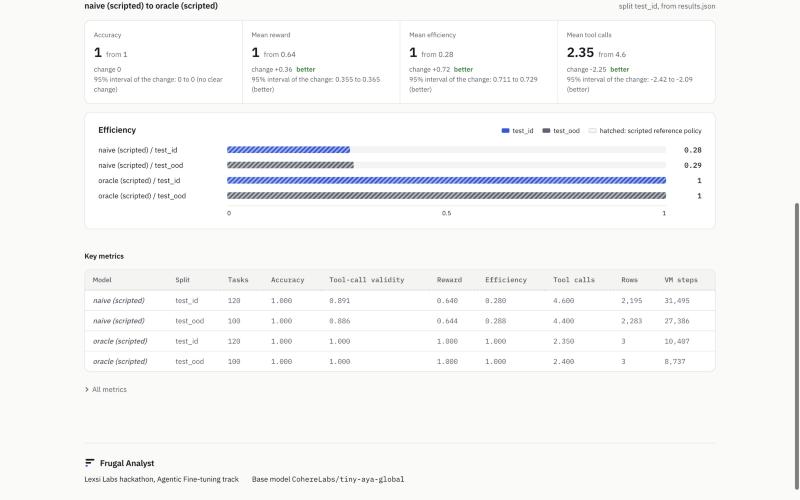 naive (scripted) to oracle (scripted) split test_id, from results.json
Accuracy Mean reward Mean efficiency Mean tool calls
1 from 1 1 from 0.64 1 from 0.28 2.35 from 4.6
change 0 change +0.36 better change +0.72 better change -2.25 better
95% interval of the change: 0 to 0 (no clear change) 95% interval of the change: 0.355 to 0.365 (better) 95% interval of the change: 0.711 to 0.729 (better) 95% interval of the change: -2.42 to -2.09 (better)
Efficiency test_id test_ood hatched: scripted reference policy
naive (scripted) / test_id 0.28
naive (scripted) / test_ood 0.29
oracle (scripted) / test_id 1
oracle (scripted) / test_ood 1
0 0.5 1
Key metrics
Model Split Tasks Accuracy Tool-call validity Reward Efficiency Tool calls Rows VM steps
naive (scripted) test_id 120 1.000 0.891 0.640 0.280 4.600 2,195 31,495
naive (scripted) test_ood 100 1.000 0.886 0.644 0.288 4.400 2,283 27,386
oracle (scripted) test_id 120 1.000 1.000 1.000 1.000 2.350 3 10,407
oracle (scripted) test_ood 100 1.000 1.000 1.000 1.000 2.400 3 8,737
All metrics
Frugal Analyst
Lexsi Labs hackathon, Agentic Fine-tuning track Base model CohereLabs/tiny-aya-global